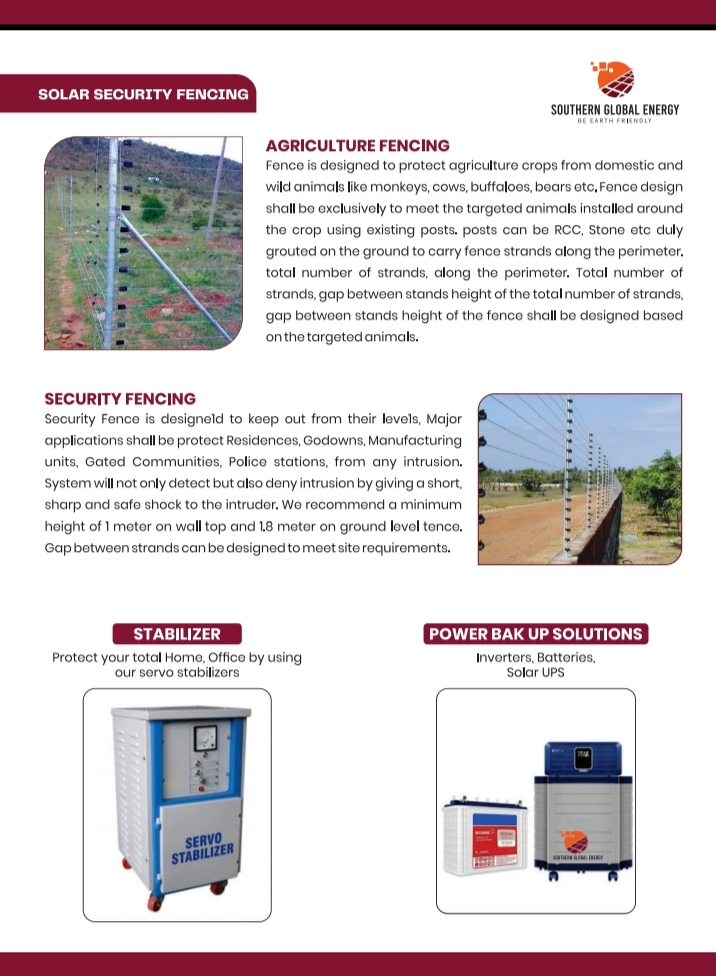 SOLAR SECURITY FENCING
SOUTHERN GLOBAL ENERGY
BE EARTH FRIENDLY
AGRICULTURE FENCING
Fence is designed to protect agriculture crops from domestic and
wild animals like monkeys, cows, buffaloes, bears etc, Fence design
shall be exclusively to meet the targeted animals installed around
the crop using existing posts. posts can be RCC, Stone etc duly
grouted on the ground to carry fence strands along the perimeter.
total number of strands, along the perimeter. Total number of
strands, gap between stands height of the total number of strands,
gap between stands height of the fence shall be designed based
on the targeted animals.
SECURITY FENCING
Security Fence is designe1d to keep out from their leve1s, Major
applications shall be protect Residences, Godowns, Manufacturing
units, Gated Communities, Police stations, from any intrusion.
System will not only detect but also deny intrusion by giving a short,
sharp and safe shock to the intruder. We recommend a minimum
height of 1 meter on wall top and 1.8 meter on ground level tence.
Gap between strands can be designed to meet site requirements.
STABILIZER
Protect your total Home, Office by using
our servo stabilizers
POWER BAK UP SOLUTIONS
Inverters, Batteries,
Solar UPS
SERVO
STABILIZER
SOUTHERN GLOBAL ENERGY